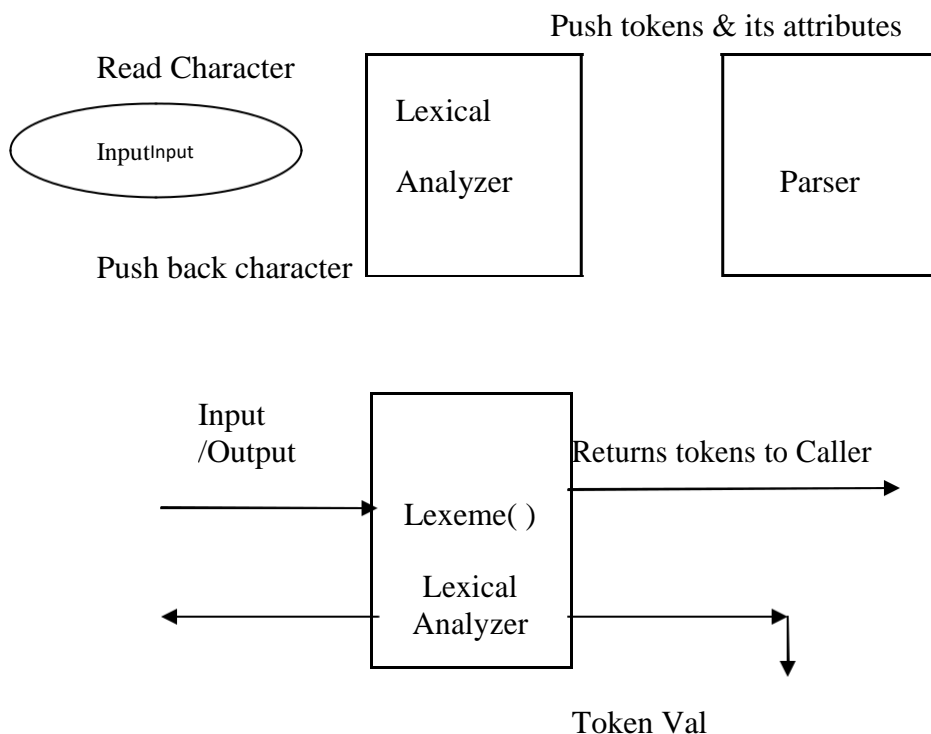 Push tokens & its attributes
Read Character
Lexical
Analyzer
InputInput
Parser
Push back character
Input
/Output
Returns tokens to Caller
Lexeme( )
Lexical
Analyzer
Token Val